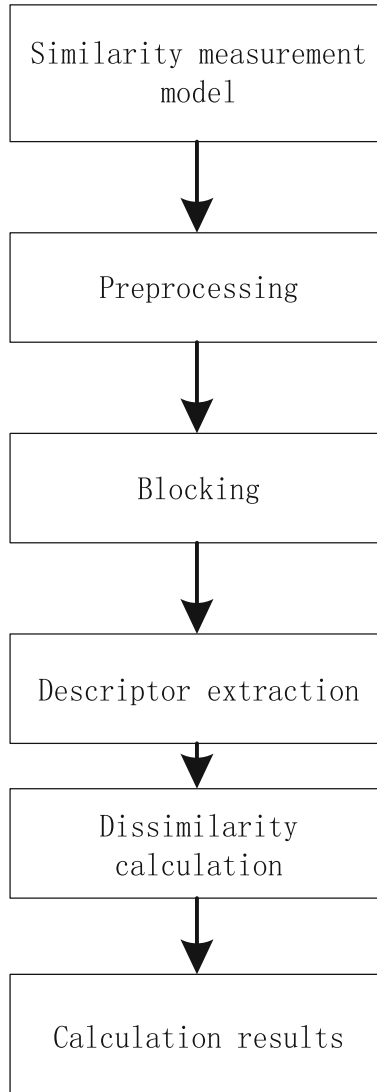 Similarity measurement
model
Preprocessing
Blocking
Descriptor extraction
Dissimilarity
calculation
Calculation results